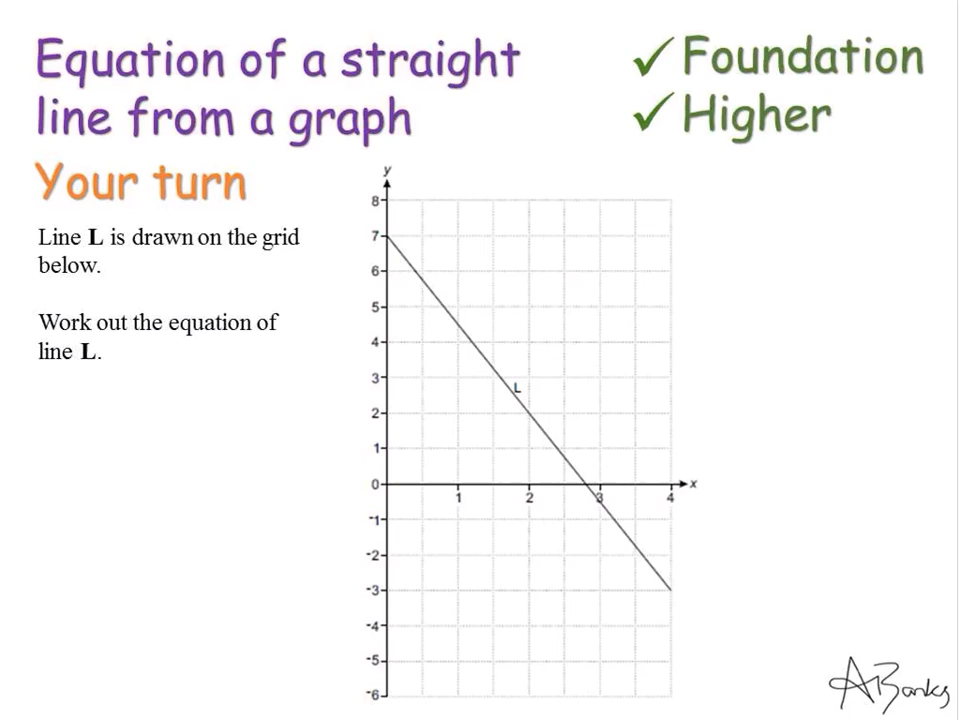 Equation of a straight
line from a graph
✓ Foundation
✓ Higher
Your turn
Line L is drawn on the grid
below.
Work out the equation of
line L.
y
8
7
6
5
4
3
2
1
0
-1
-2
-3
-4
-5
-6
L
1 2 3 4 x
A Banks